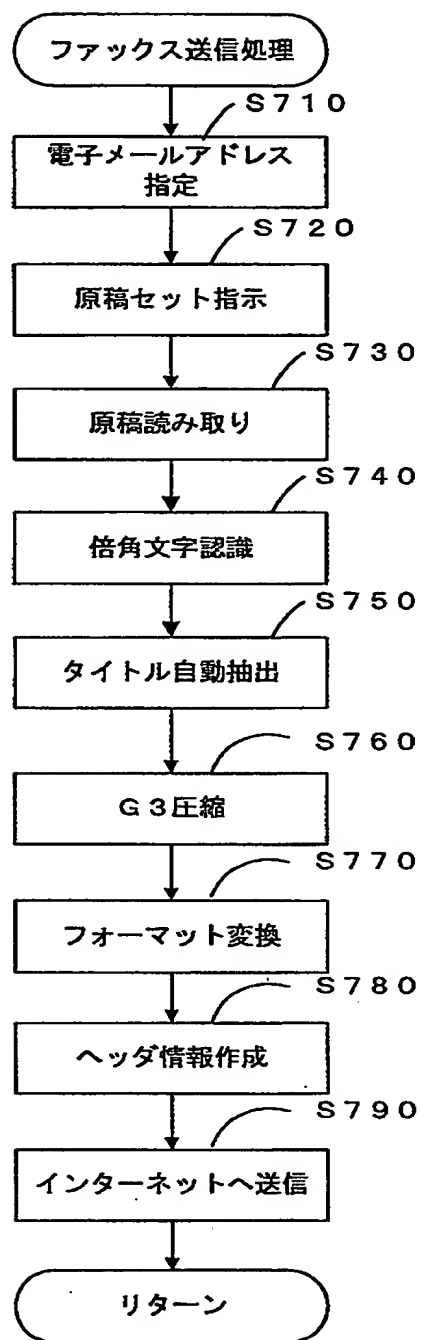 ファックス送信処理
S710
電子メールアドレス
指定
S720
原稿セット指示
S730
原稿読み取り
S740
倍角文字認識
S750
タイトル自動抽出
S760
G3圧縮
S770
フォーマット変換
S780
ヘッダ情報作成
S790
インターネットへ送信
リターン